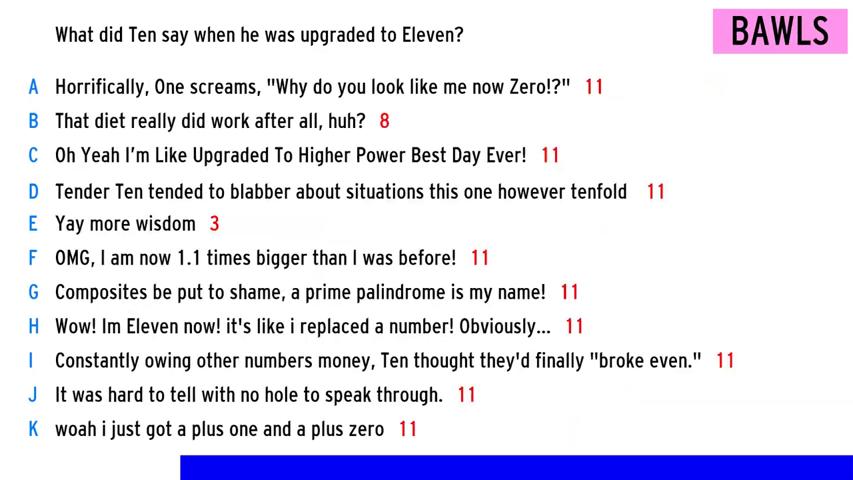 What did Ten say when he was upgraded to Eleven?
BAWLS
A Horrifically, One screams, "Why do you look like me now Zero!?" 11
B That diet really did work after all, huh? 8
C Oh Yeah I'm Like Upgraded To Higher Power Best Day Ever! 11
D Tender Ten tended to blabber about situations this one however tenfold 11
E Yay more wisdom 3
F OMG, I am now 1.1 times bigger than I was before! 11
G Composites be put to shame, a prime palindrome is my name! 11
H Wow! Im Eleven now! it's like i replaced a number! Obviously... 11
I Constantly owing other numbers money, Ten thought they'd finally "broke even." 11
J It was hard to tell with no hole to speak through. 11
K woah i just got a plus one and a plus zero 11